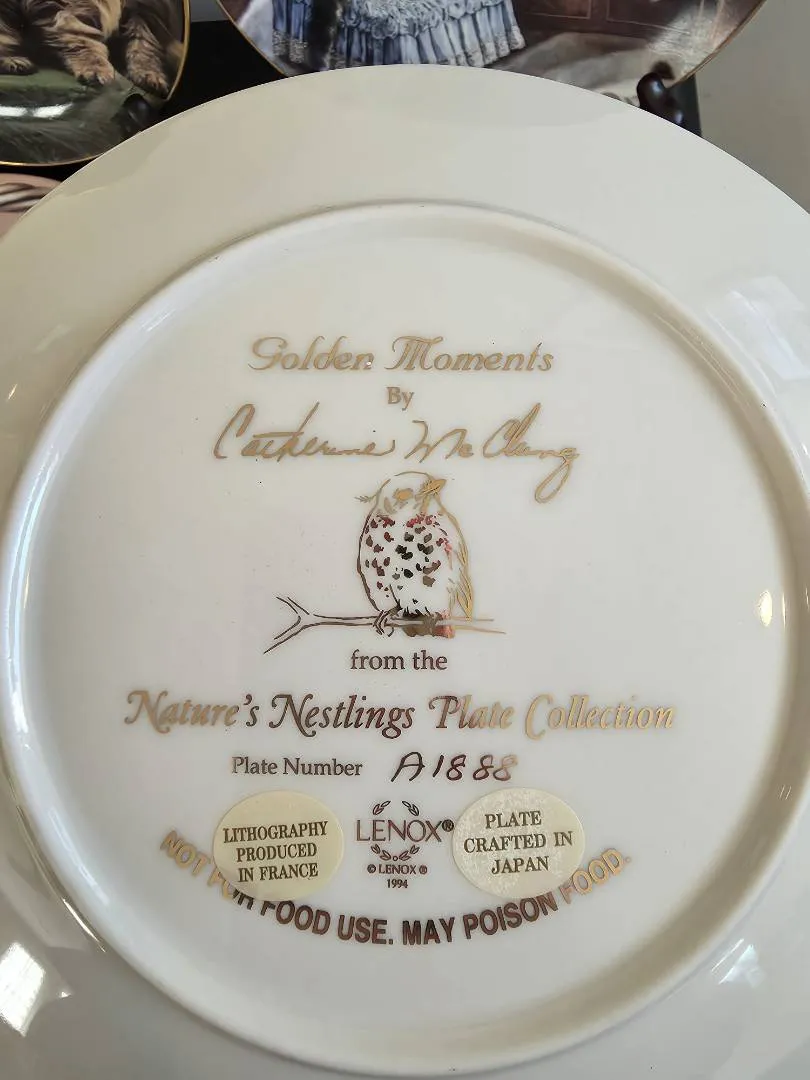 Golden Moments
By
Catherine McClung
from the
Nature's Nestlings Plate Collection
Plate Number A1888
LITHOGRAPHY
PRODUCED
IN FRANCE
LENOX®
© LENOX ®
1994
PLATE
CRAFTED IN
JAPAN
NOT FOR FOOD USE. MAY POISON FOOD.